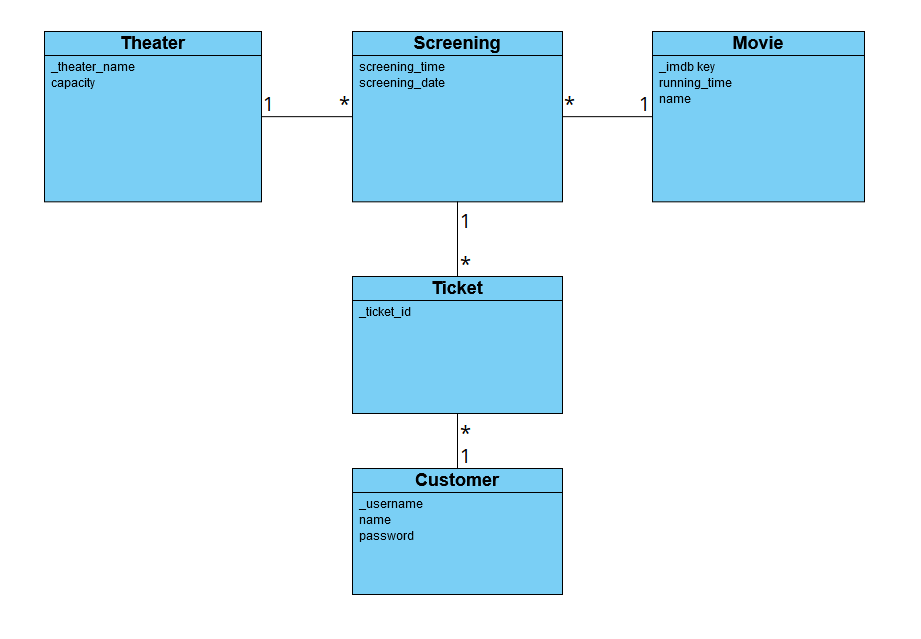 Theater
_theater_name
capacity
1
*
Screening
screening_time
screening_date
*
1
Movie
_imdb key
running_time
name
1
*
Ticket
_ticket_id
*
1
Customer
_username
name
password